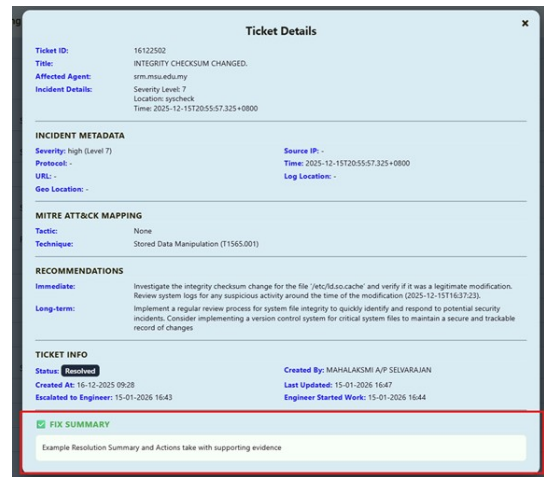 Ticket Details
Ticket ID: 16122502
Title: INTEGRITY CHECKSUM CHANGED.
Affected Agent: srm.msu.edu.my
Incident Details: Severity Level: 7
Location: syscheck
Time: 2025-12-15T20:55:57.325+0800
INCIDENT METADATA
Severity: high (Level 7) Source IP: -
Protocol: - Time: 2025-12-15T20:55:57.325+0800
URL: - Log Location: -
Geo Location: -
MITRE ATT&CK MAPPING
Tactic: None
Technique: Stored Data Manipulation (T1565.001)
RECOMMENDATIONS
Immediate: Investigate the integrity checksum change for the file '/etc/ld.so.cache' and verify if it was a legitimate modification.
Review system logs for any suspicious activity around the time of the modification (2025-12-15T16:37:23).
Long-term: Implement a regular review process for system file integrity to quickly identify and respond to potential security
incidents. Consider implementing a version control system for critical system files to maintain a secure and trackable
record of changes
TICKET INFO
Status: Resolved Created By: MAHALAKSMI A/P SELVARAJAN
Created At: 16-12-2025 09:28 Last Updated: 15-01-2026 16:47
Escalated to Engineer: 15-01-2026 16:43 Engineer Started Work: 15-01-2026 16:44
FIX SUMMARY
Example Resolution Summary and Actions take with supporting evidence